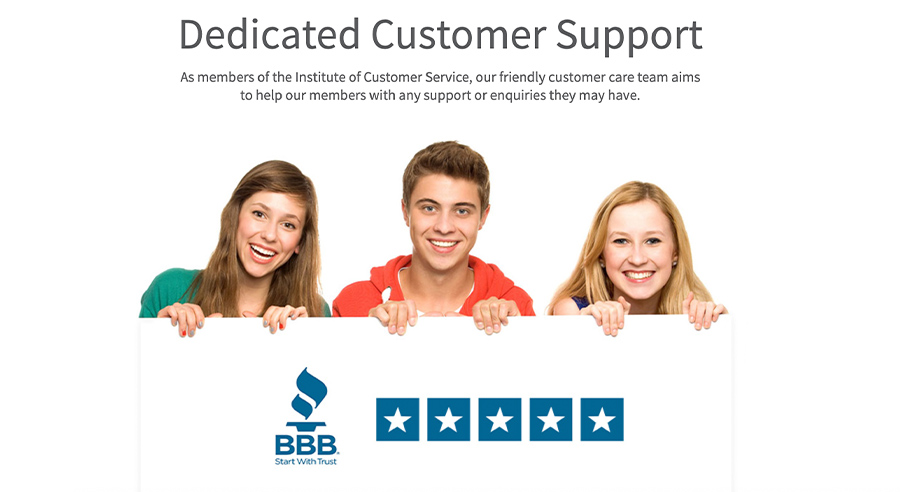 Dedicated Customer Support
As members of the Institute of Customer Service, our friendly customer care team aims
to help our members with any support or enquiries they may have.
BBB
Start With Trust